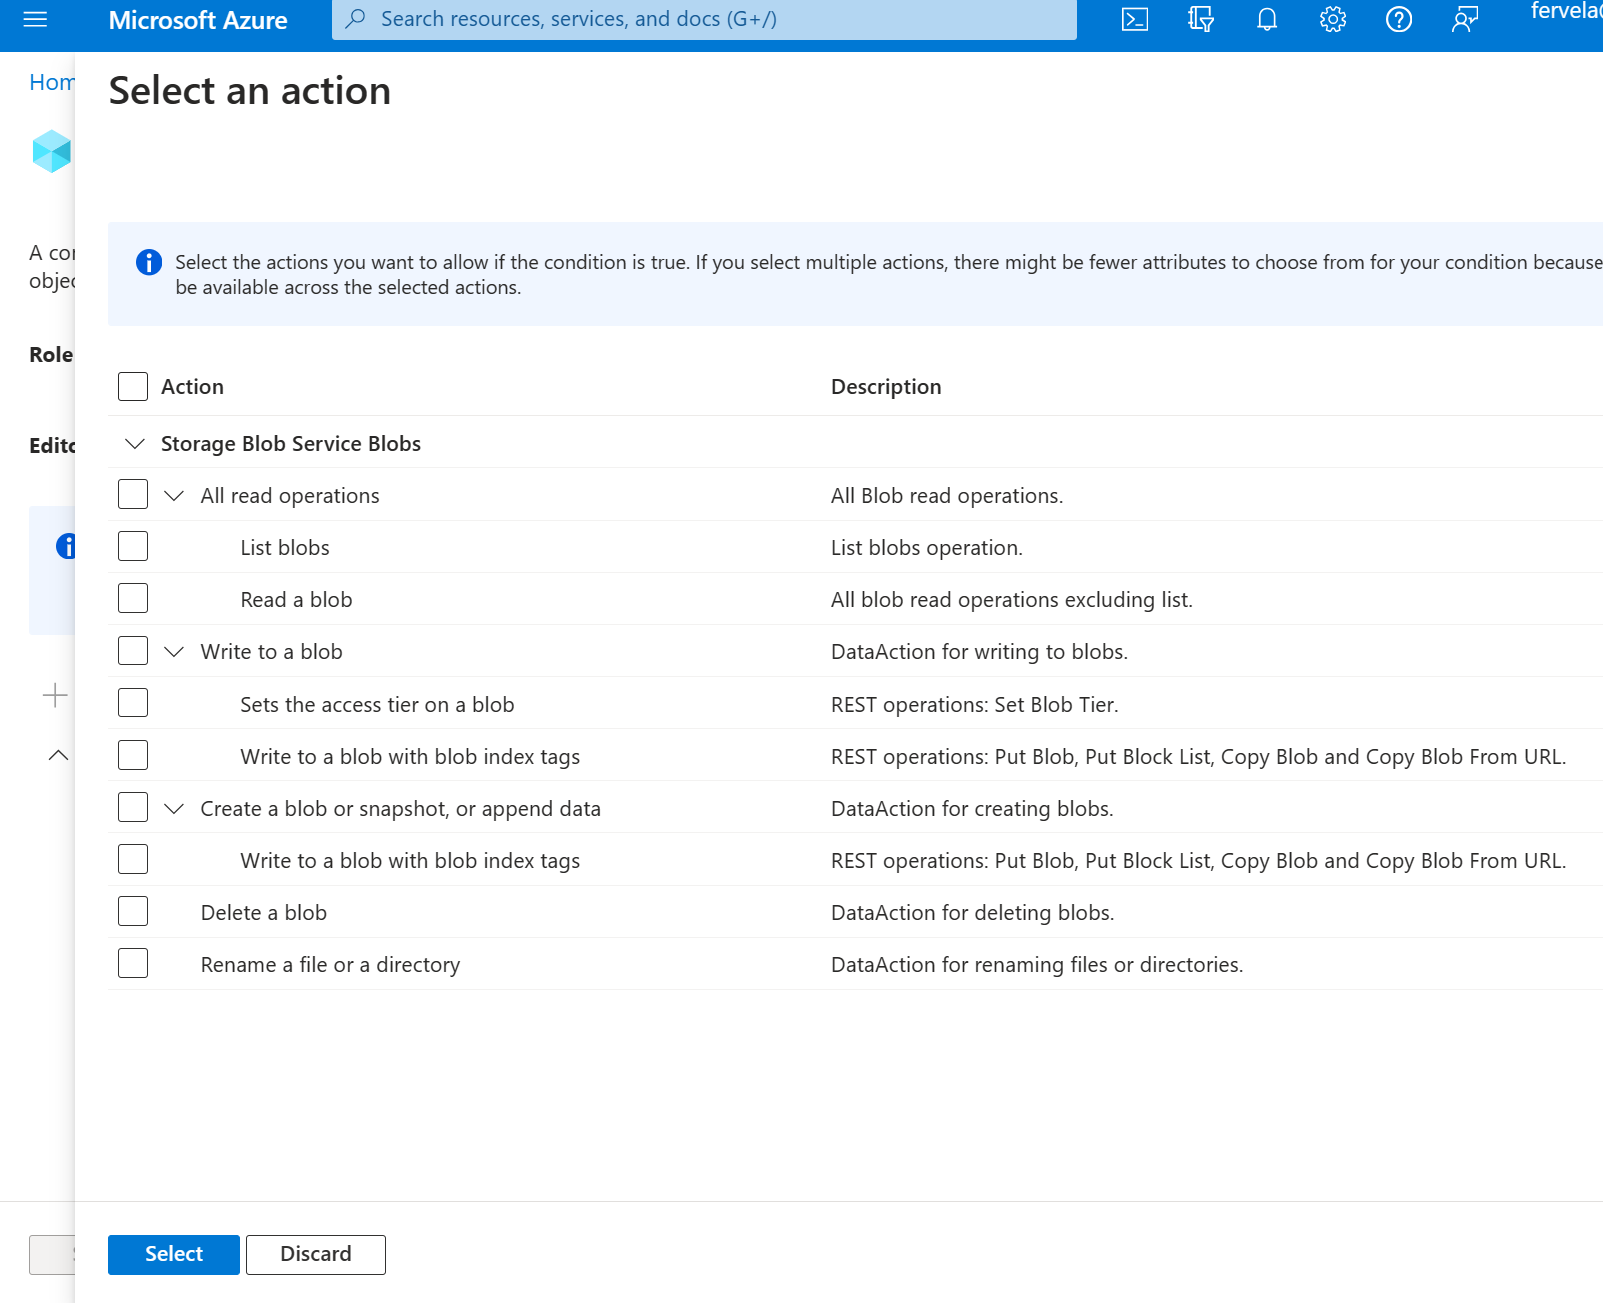 Microsoft Azure
Search resources, services, and docs (G+/)
Select an action
Select the actions you want to allow if the condition is true. If you select multiple actions, there might be fewer attributes to choose from for your condition because
be available across the selected actions.
A
Role
Action Description
Storage Blob Service Blobs
All read operations All Blob read operations.
List blobs List blobs operation.
Read a blob All blob read operations excluding list.
Write to a blob DataAction for writing to blobs.
Sets the access tier on a blob REST operations: Set Blob Tier.
Write to a blob with blob index tags REST operations: Put Blob, Put Block List, Copy Blob and Copy Blob From URL.
Create a blob or snapshot, or append data DataAction for creating blobs.
Write to a blob with blob index tags REST operations: Put Blob, Put Block List, Copy Blob and Copy Blob From URL.
Delete a blob DataAction for deleting blobs.
Rename a file or a directory DataAction for renaming files or directories.
Select Discard